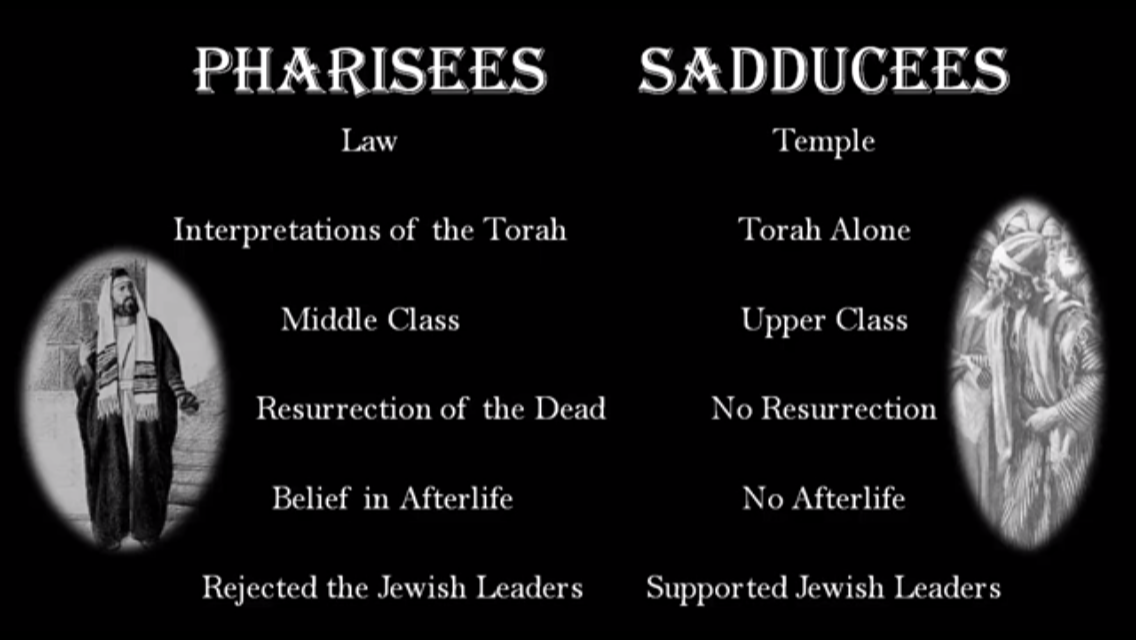 PHARISEES SADDUCEES
Law Temple
Interpretations of the Torah Torah Alone
Middle Class Upper Class
Resurrection of the Dead No Resurrection
Belief in Afterlife No Afterlife
Rejected the Jewish Leaders Supported Jewish Leaders